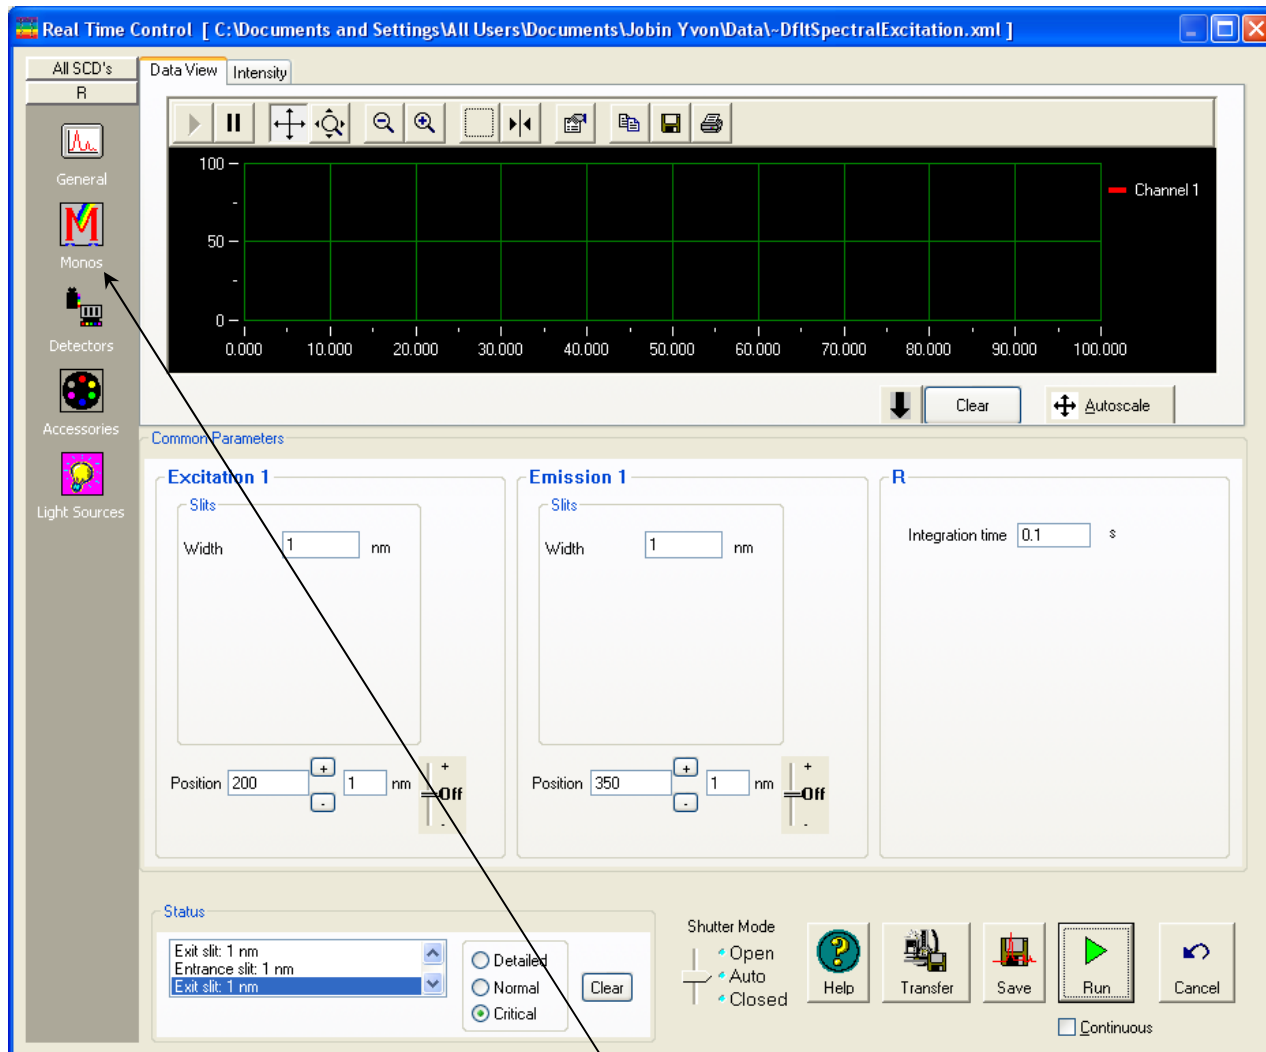 Real Time Control [ C:\Documents and Settings\All Users\Documents\Jobin Yvon\Data\~DfltSpectralExcitation.xml ]
All SCD's
R
General
Monos
Detectors
Accessories
Light Sources
Data View Intensity
100
50
0
0.000 10.000 20.000 30.000 40.000 50.000 60.000 70.000 80.000 90.000 100.000
Channel 1
Clear Autoscale
Common Parameters
Excitation 1
Slits
Width 1 nm
Position 200 + - 1 nm + Off -
Emission 1
Slits
Width 1 nm
Position 350 + - 1 nm + Off -
R
Integration time 0.1 s
Status
Exit slit: 1 nm
Entrance slit: 1 nm
Exit slit: 1 nm
Detailed
Normal
Critical
Clear
Shutter Mode
Open
Auto
Closed
Help Transfer Save Run Cancel
Continuous